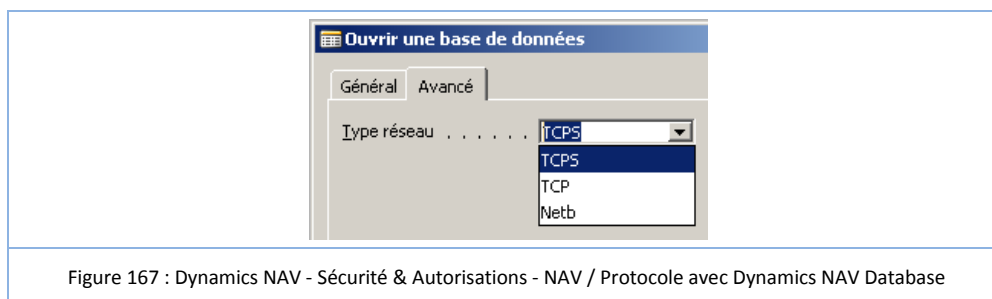 Ouvrir une base de données
Général Avancé
Type réseau . . . . . . TCPS
TCPS
TCP
Netb
Figure 167 : Dynamics NAV - Sécurité & Autorisations - NAV / Protocole avec Dynamics NAV Database